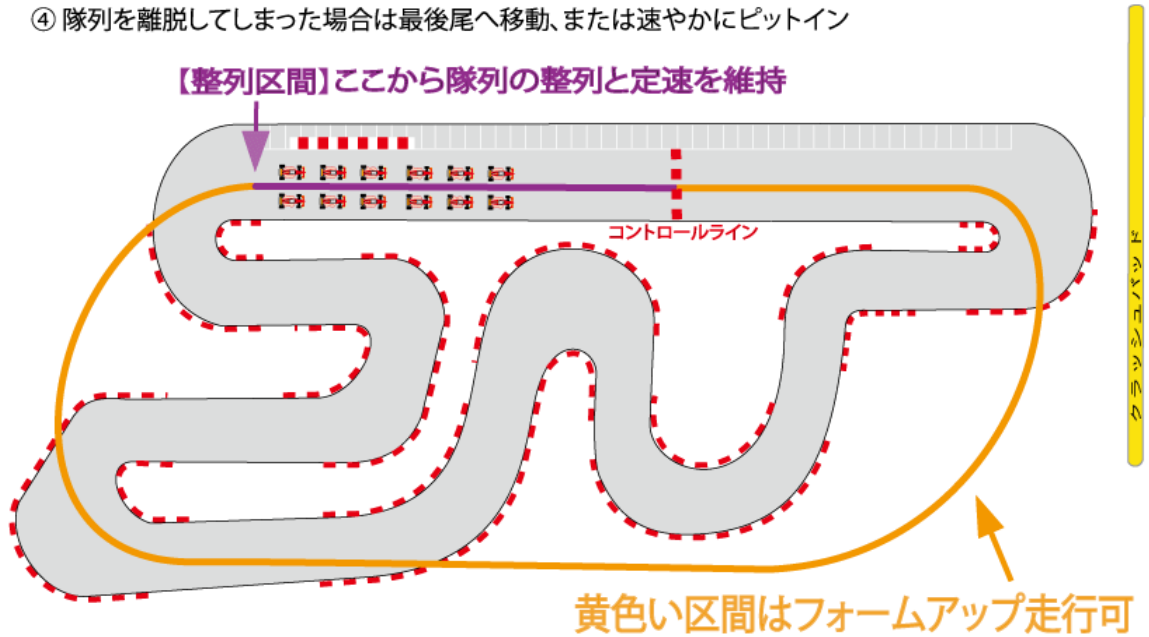 ④ 隊列を離脱してしまった場合は最後尾へ移動、または速やかにピットイン
【整列区間】ここから隊列の整列と定速を維持
コントロールライン
クラッシュパッド
黄色い区間はフォームアップ走行可